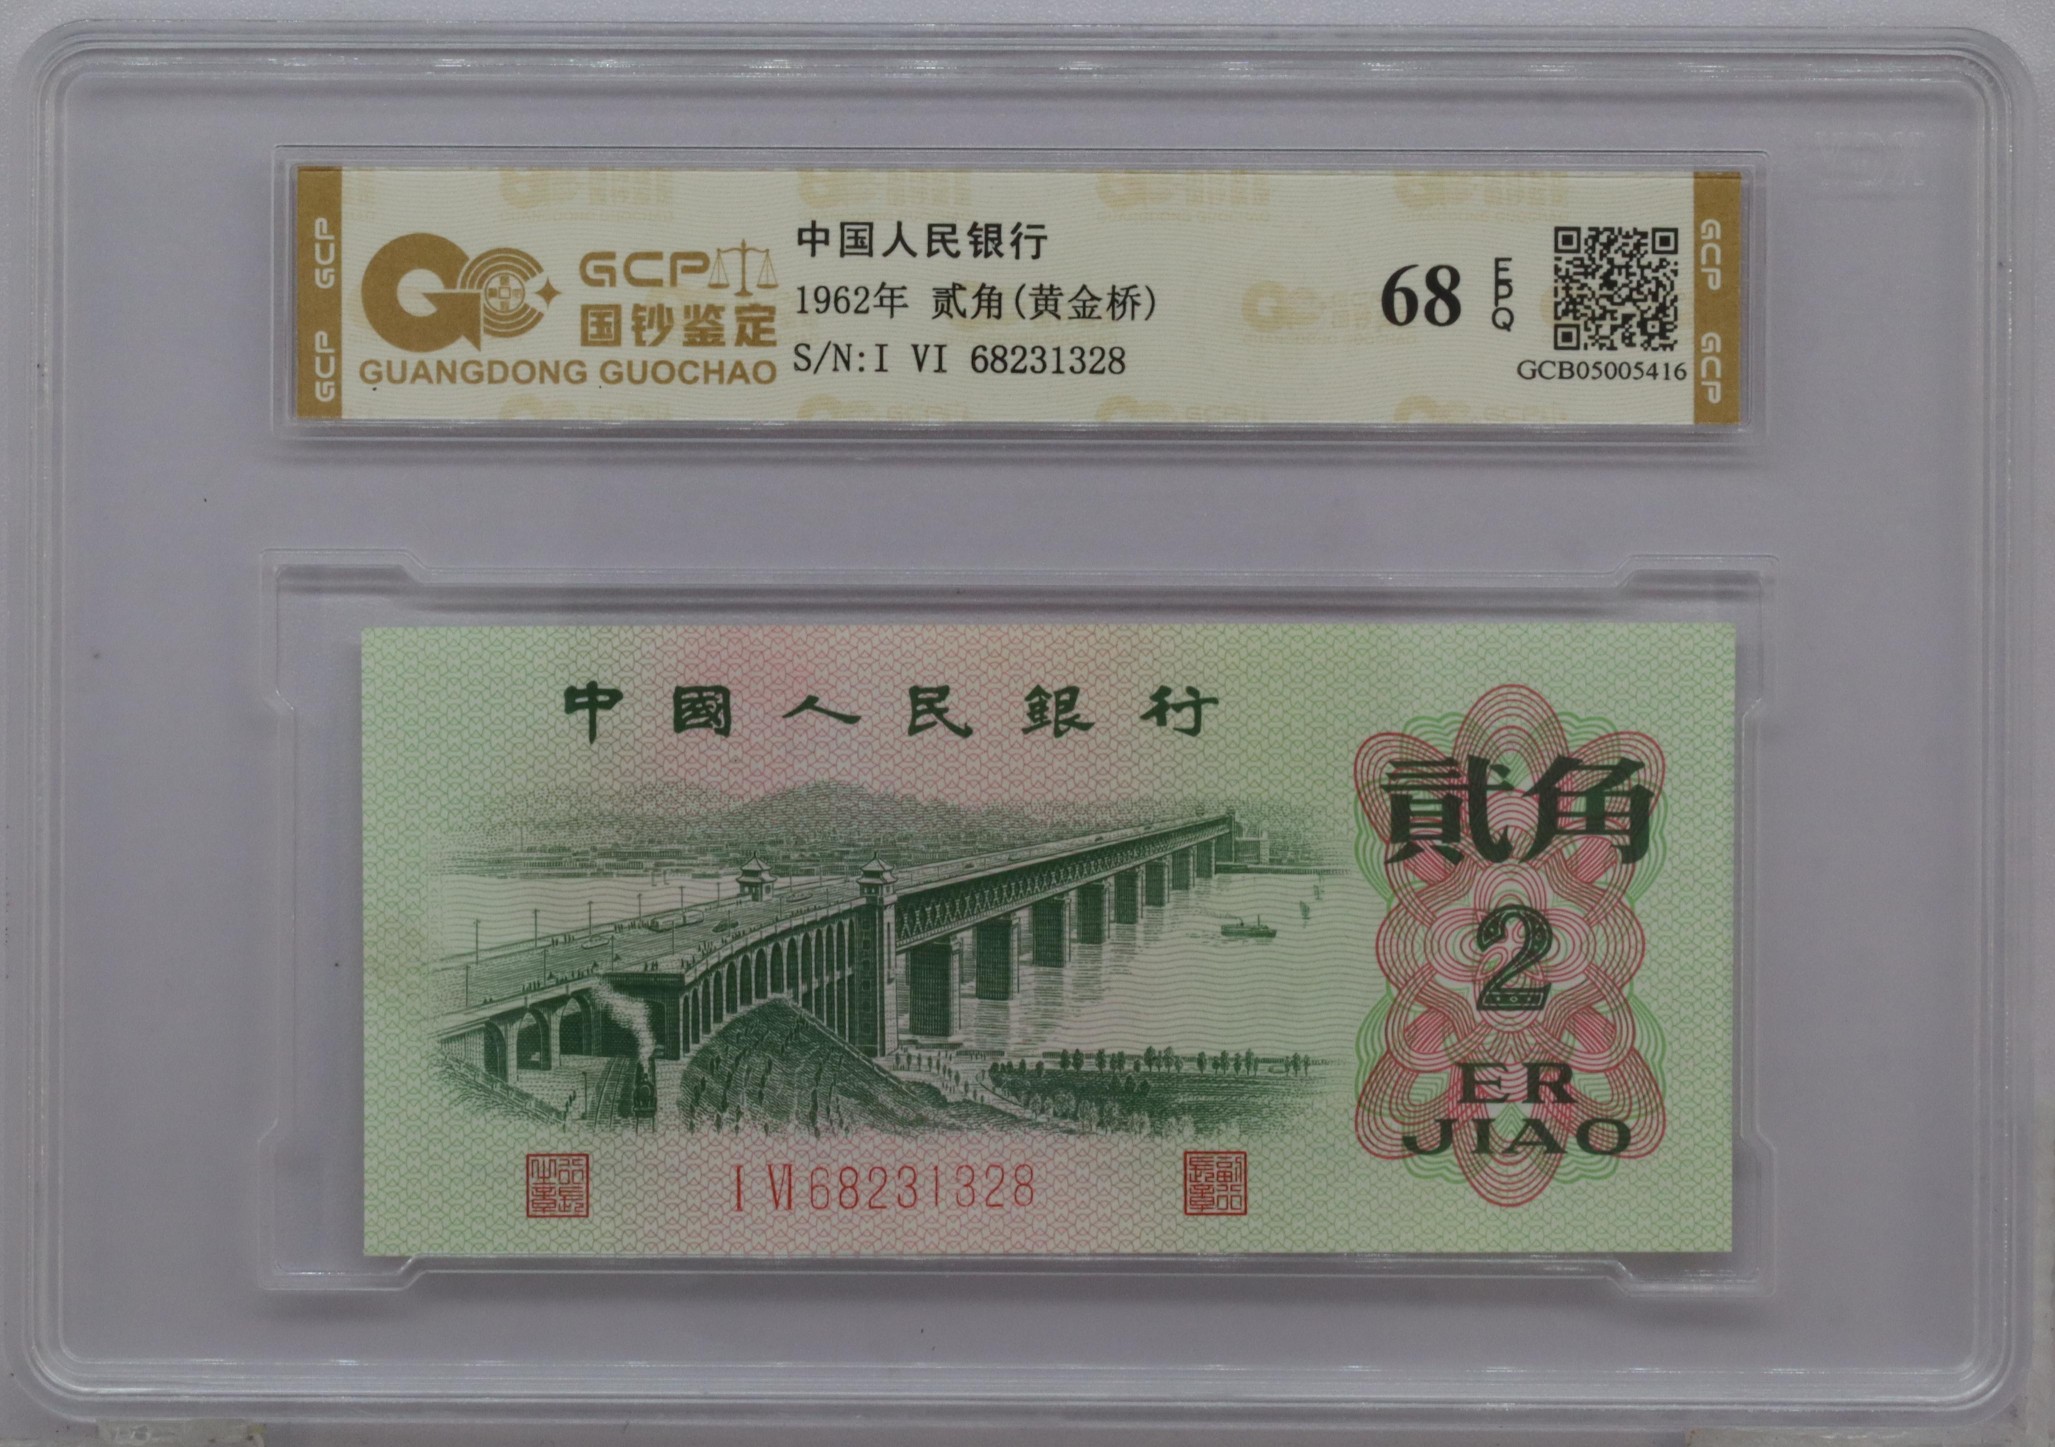 GCP
GCP
GCP
国钞鉴定
GUANGDONG GUOCHAO
中国人民银行
1962年 贰角(黄金桥)
S/N:I VI 68231328
68 EPQ
GCB05005416
GCP
GCP
中國人民銀行
貳角
2
ER
JIAO
I VI 68231328